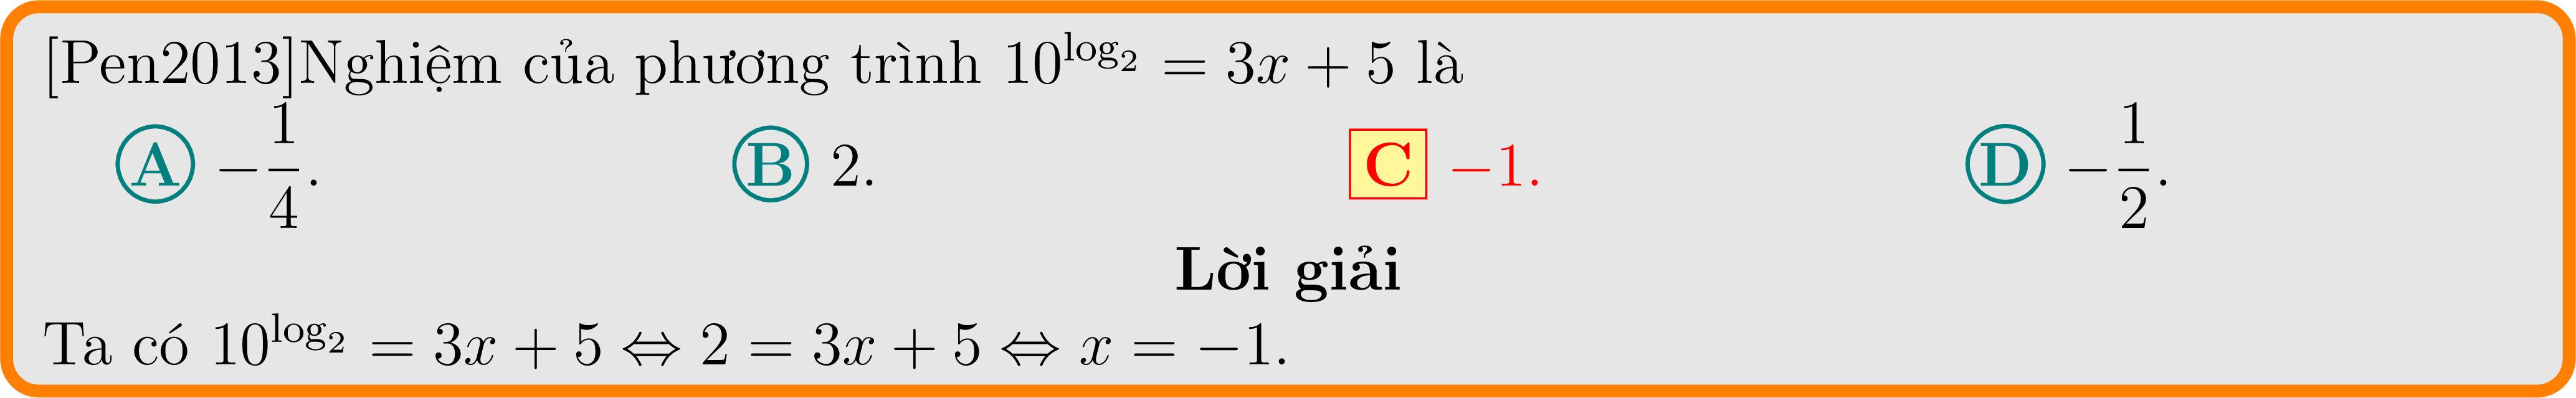 [Pen2013]Nghiệm của phương trình $10^{\log_2} = 3x + 5$ là
A $-\frac{1}{4}$. B 2. C −1. D $-\frac{1}{2}$.
Lời giải
Ta có $10^{\log_2} = 3x + 5 \Leftrightarrow 2 = 3x + 5 \Leftrightarrow x = -1$.